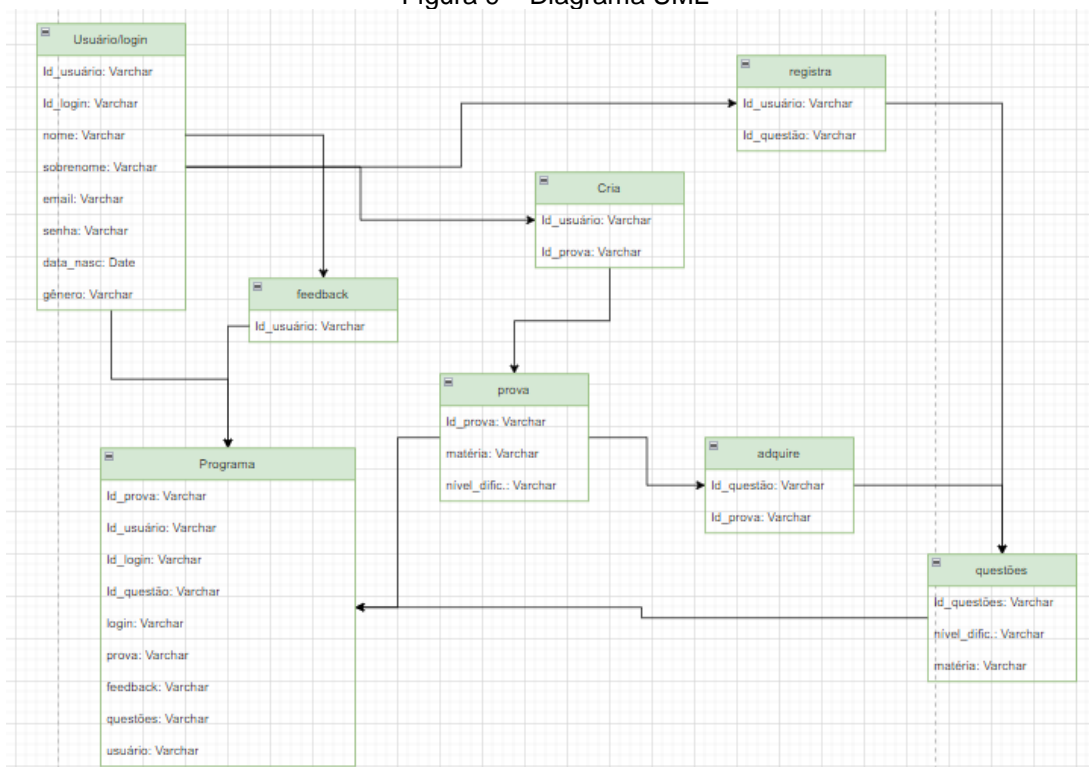 Figura 3 – Diagrama UML
Usuário/login
Id_usuário: Varchar
Id_login: Varchar
nome: Varchar
sobrenome: Varchar
email: Varchar
senha: Varchar
data_nasc: Date
gênero: Varchar
registra
Id_usuário: Varchar
Id_questão: Varchar
Cria
Id_usuário: Varchar
Id_prova: Varchar
feedback
Id_usuário: Varchar
prova
Id_prova: Varchar
matéria: Varchar
nível_dific.: Varchar
adquire
Id_questão: Varchar
Id_prova: Varchar
Programa
Id_prova: Varchar
Id_usuário: Varchar
Id_login: Varchar
Id_questão: Varchar
login: Varchar
prova: Varchar
feedback: Varchar
questões: Varchar
usuário: Varchar
questões
Id_questões: Varchar
nível_dific.: Varchar
matéria: Varchar